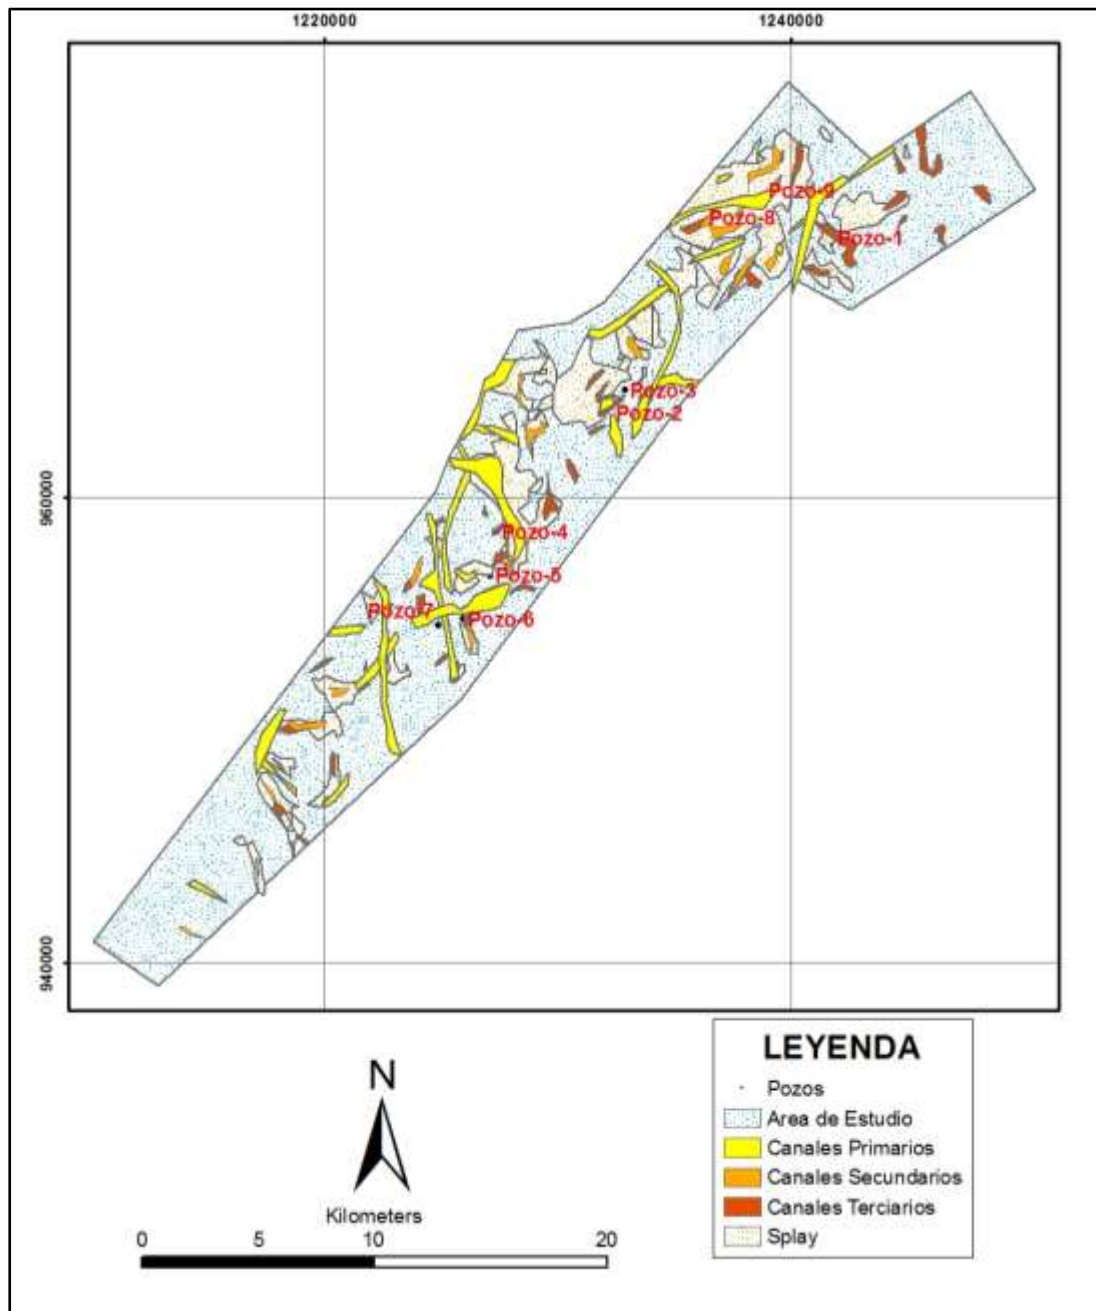 1220000 1240000
Pozo-9
Pozo-8
Pozo-1
Pozo-3
Pozo-2
960000
Pozo-4
Pozo-5
Pozo-7
Pozo-6
940000
LEYENDA
Pozos
Area de Estudio
Canales Primarios
Canales Secundarios
Canales Terciarios
Splay
N
Kilometers
0 5 10 20